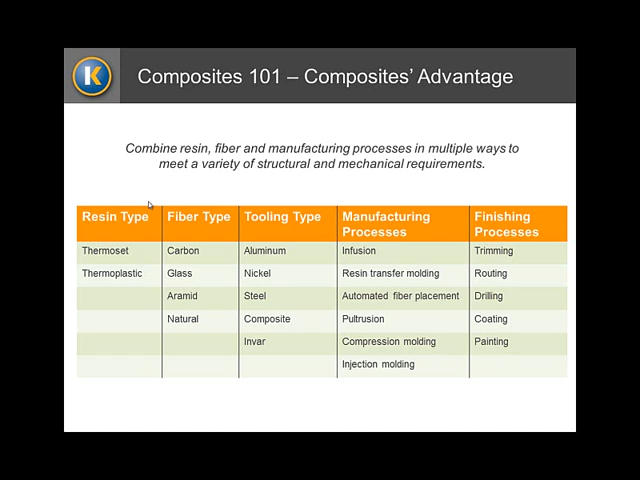 K
Composites 101 – Composites’ Advantage
Combine resin, fiber and manufacturing processes in multiple ways to
meet a variety of structural and mechanical requirements.
Resin Type Fiber Type Tooling Type Manufacturing Processes Finishing Processes
Thermoset Carbon Aluminum Infusion Trimming
Thermoplastic Glass Nickel Resin transfer molding Routing
Aramid Steel Automated fiber placement Drilling
Natural Composite Pultrusion Coating
Invar Compression molding Painting
Injection molding